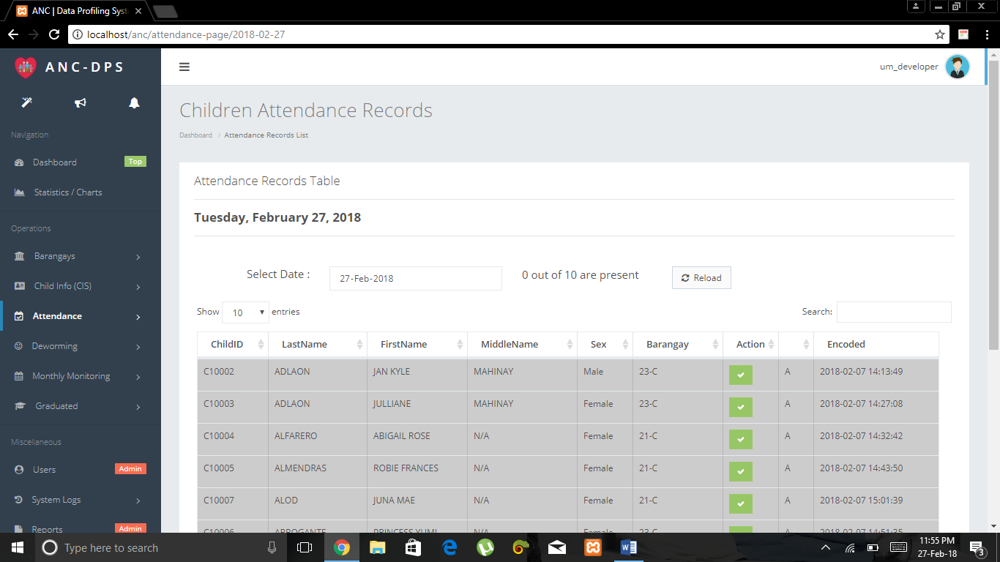 ANC | Data Profiling Syst
localhost/anc/attendance-page/2018-02-27
ANC-DPS
um_developer
Navigation
Dashboard Top
Statistics / Charts
Operations
Barangays
Child Info (CIS)
Attendance
Deworming
Monthly Monitoring
Graduated
Miscellaneous
Users Admin
System Logs
Reports Admin
Children Attendance Records
Dashboard > Attendance Records List
Attendance Records Table
Tuesday, February 27, 2018
Select Date : 27-Feb-2018 0 out of 10 are present Reload
Show 10 entries Search:
ChildID LastName FirstName MiddleName Sex Barangay Action Encoded
C10002 ADLAON JAN KYLE MAHINAY Male 23-C A 2018-02-07 14:13:49
C10003 ADLAON JULLIANE MAHINAY Female 23-C A 2018-02-07 14:27:08
C10004 ALFARERO ABIGAIL ROSE N/A Female 21-C A 2018-02-07 14:32:42
C10005 ALMENDRAS ROBIE FRANCES N/A Female 21-C A 2018-02-07 14:43:50
C10007 ALOD JUNA MAE N/A Female 21-C A 2018-02-07 15:01:39
C10006 ARROGANTE PRINCESS YUMI N/A Female 23-C A 2018-02-07 14:51:35
Type here to search
11:55 PM
27-Feb-18
3